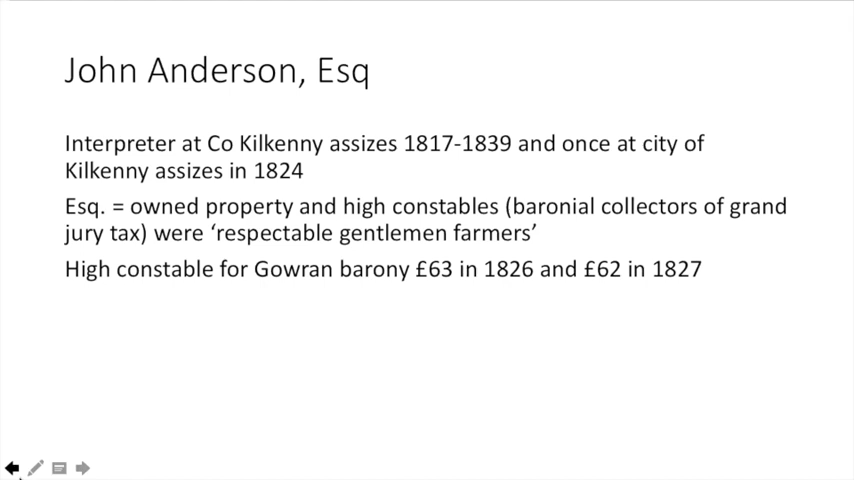 John Anderson, Esq
Interpreter at Co Kilkenny assizes 1817-1839 and once at city of
Kilkenny assizes in 1824
Esq. = owned property and high constables (baronial collectors of grand
jury tax) were ‘respectable gentlemen farmers’
High constable for Gowran barony £63 in 1826 and £62 in 1827